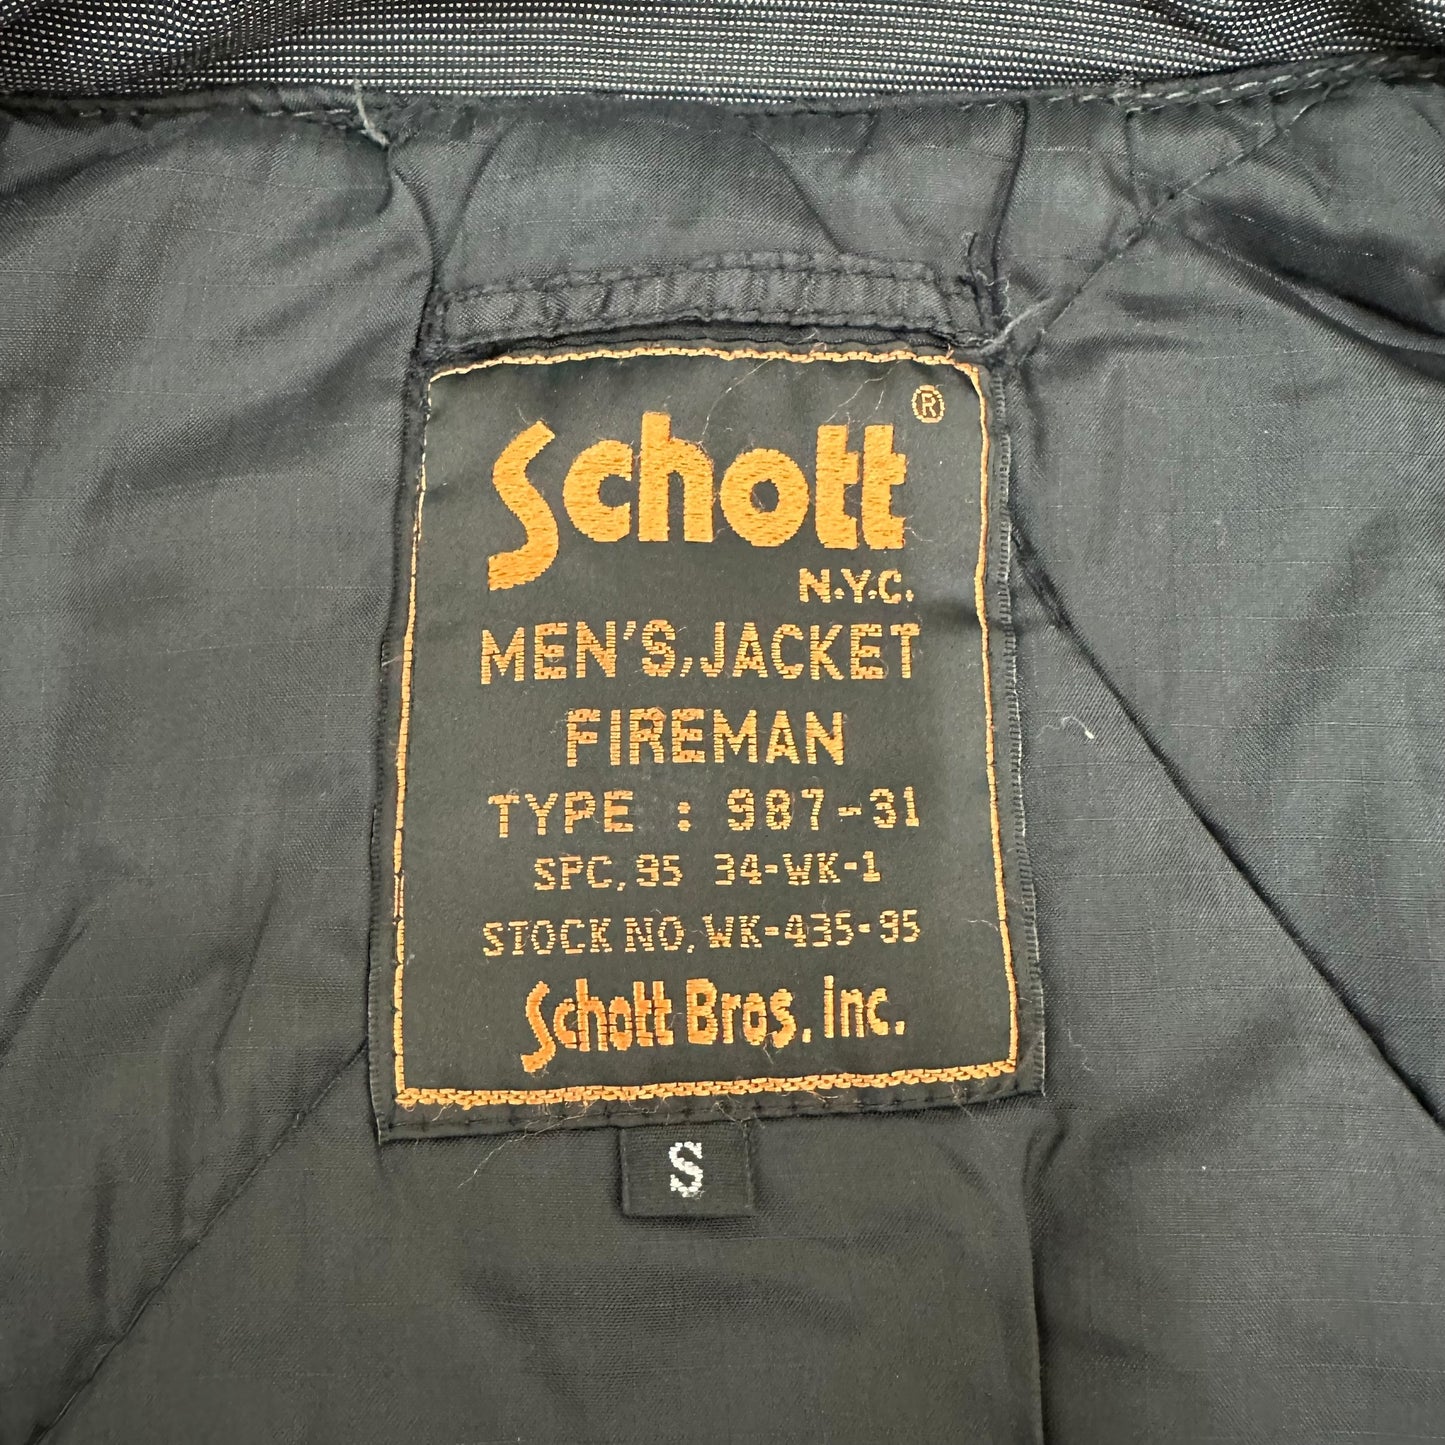 Schott®
N.Y.C.
MEN'S, JACKET
FIREMAN
TYPE : 987-31
SPC, 95 34-WK-1
STOCK NO, WK-435-95
Schott Bros, Inc.
S